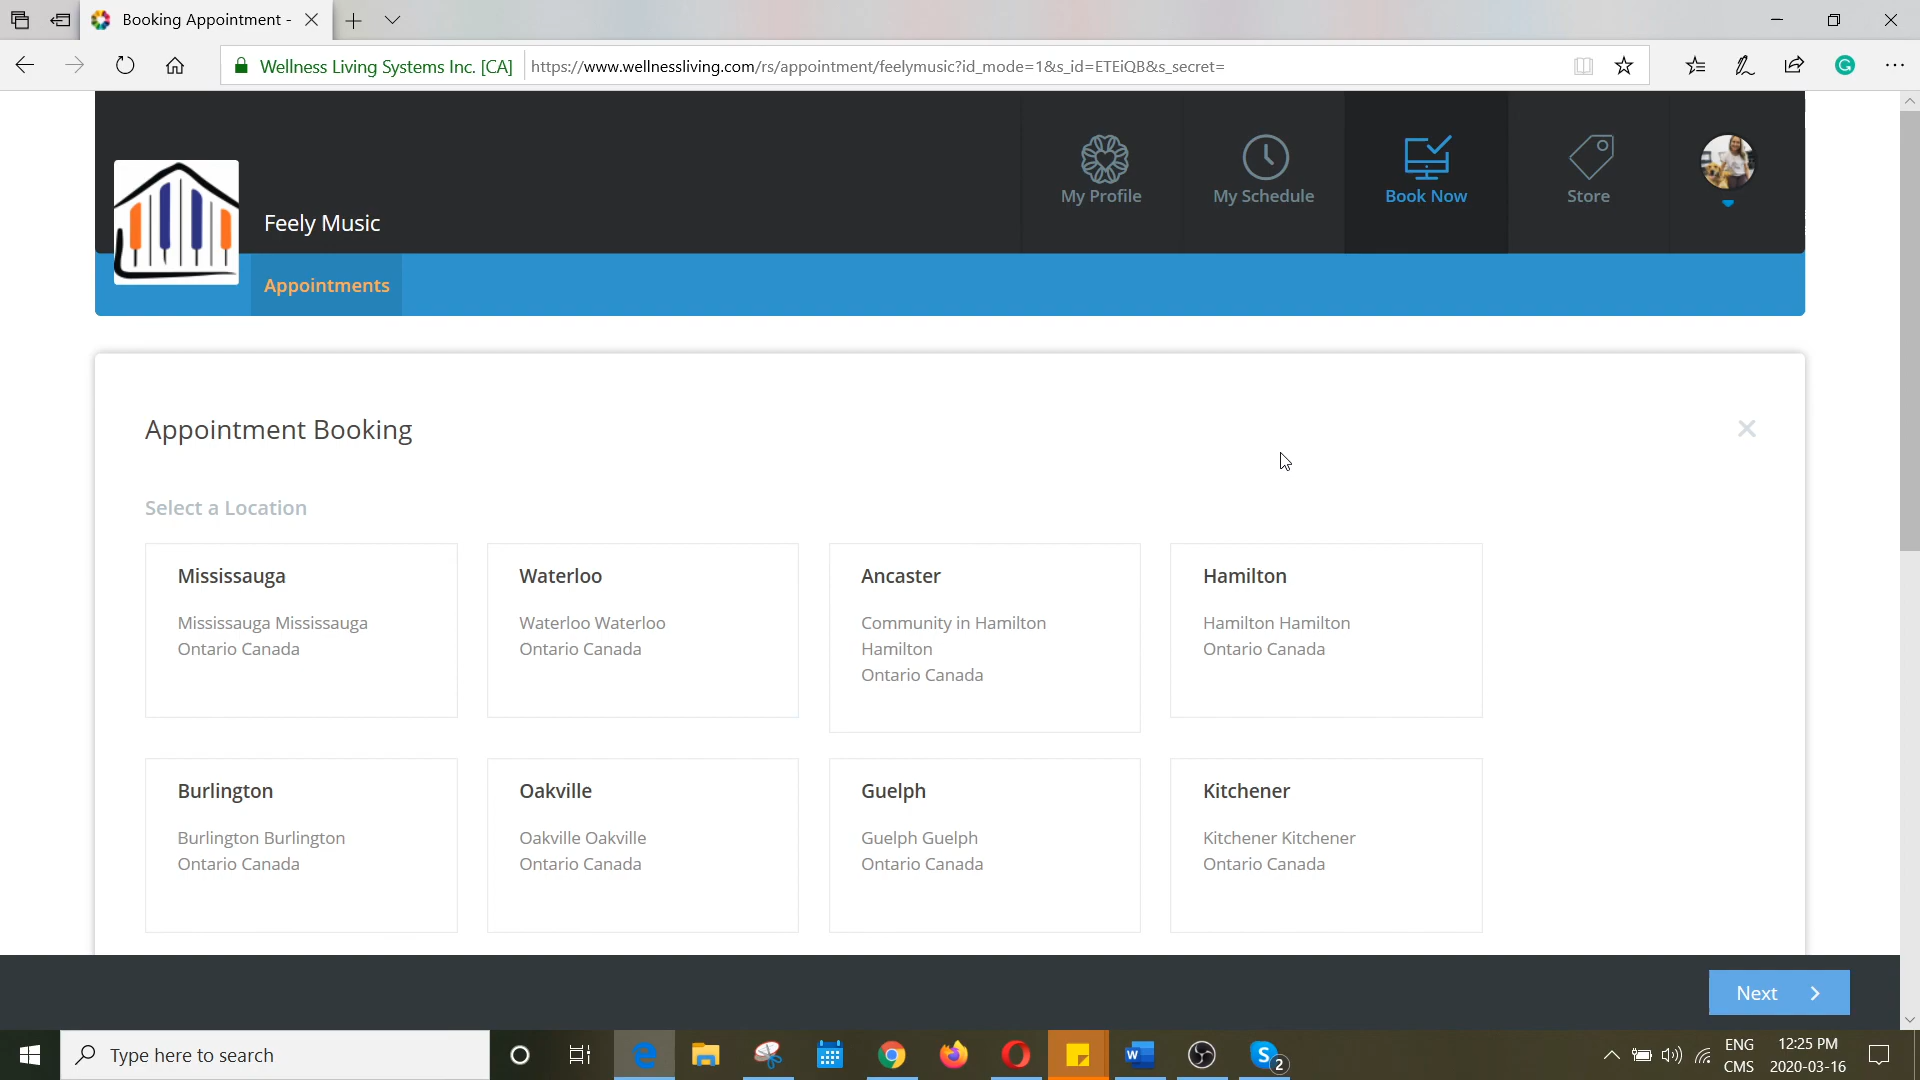 Booking Appointment -
Wellness Living Systems Inc. [CA]
https://www.wellnessliving.com/rs/appointment/feelymusic?id_mode=1&s_id=ETEiQB&s_secret=
My Profile
My Schedule
Book Now
Store
Feely Music
Appointments
Appointment Booking
Select a Location
Mississauga
Mississauga Mississauga
Ontario Canada
Waterloo
Waterloo Waterloo
Ontario Canada
Ancaster
Community in Hamilton
Hamilton
Ontario Canada
Hamilton
Hamilton Hamilton
Ontario Canada
Burlington
Burlington Burlington
Ontario Canada
Oakville
Oakville Oakville
Ontario Canada
Guelph
Guelph Guelph
Ontario Canada
Kitchener
Kitchener Kitchener
Ontario Canada
Next
Type here to search
2
ENG
CMS
12:25 PM
2020-03-16